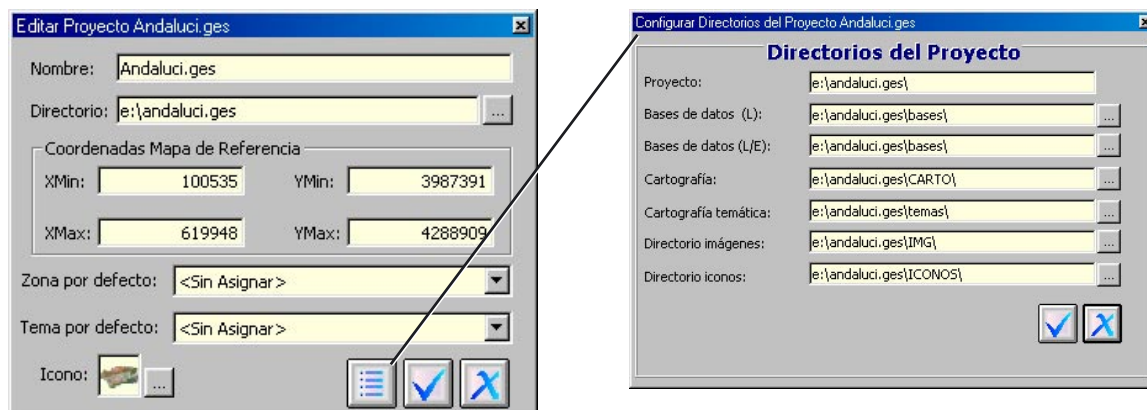 Editar Proyecto Andaluci.ges
Nombre: Andaluci.ges
Directorio: e:\andaluci.ges ...
Coordenadas Mapa de Referencia
XMin: 100535 YMin: 3987391
XMax: 619948 YMax: 4288909
Zona por defecto: <Sin Asignar>
Tema por defecto: <Sin Asignar>
Icono: ...
Configurar Directorios del Proyecto Andaluci.ges
Directorios del Proyecto
Proyecto: e:\andaluci.ges\
Bases de datos (L): e:\andaluci.ges\bases\ ...
Bases de datos (L/E): e:\andaluci.ges\bases\ ...
Cartografía: e:\andaluci.ges\CARTO\ ...
Cartografía temática: e:\andaluci.ges\temas\ ...
Directorio imágenes: e:\andaluci.ges\IMG\ ...
Directorio iconos: e:\andaluci.ges\ICONOS\ ...